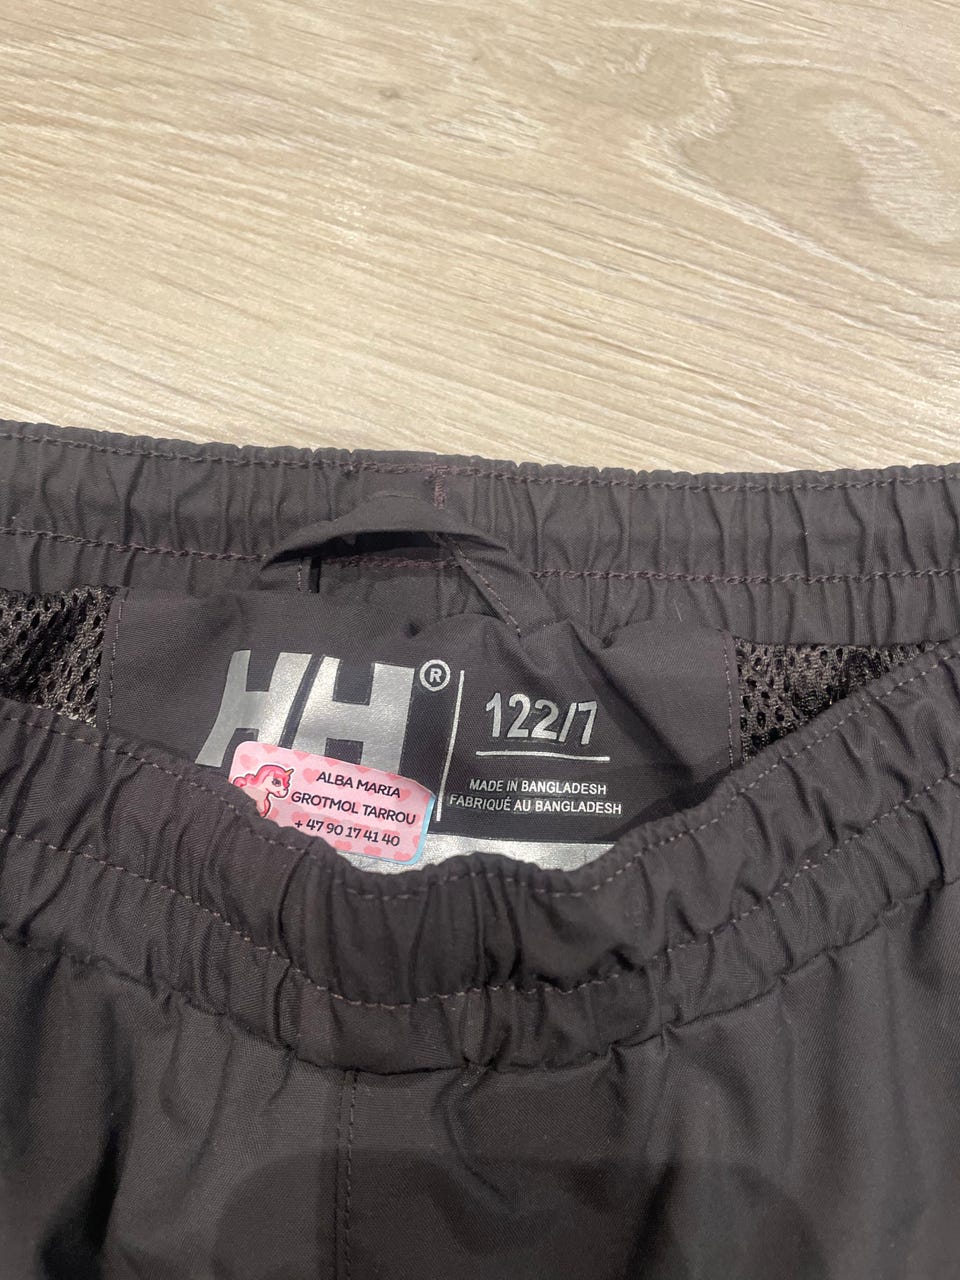 HH®
122/7
MADE IN BANGLADESH
FABRIQUÉ AU BANGLADESH
ALBA MARIA
GROTMOL TARROU
+ 47 90 17 41 40